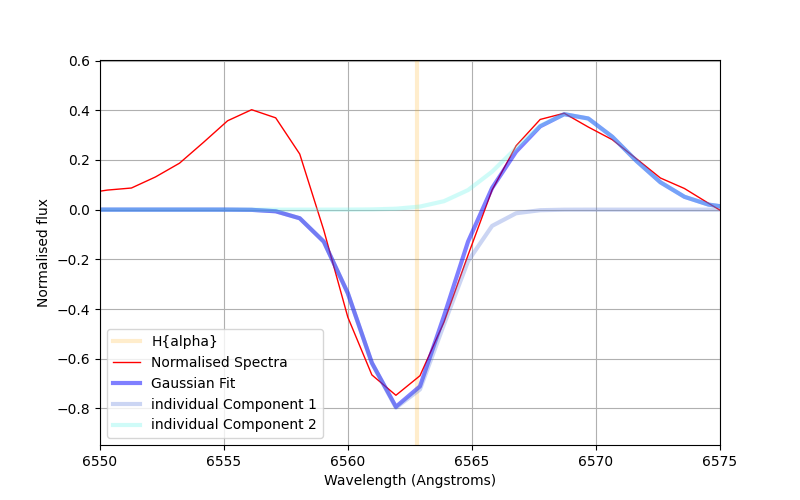 0.6
0.4
0.2
0.0
−0.2
−0.4
−0.6
−0.8
Normalised flux
H{alpha}
Normalised Spectra
Gaussian Fit
individual Component 1
individual Component 2
6550 6555 6560 6565 6570 6575
Wavelength (Angstroms)